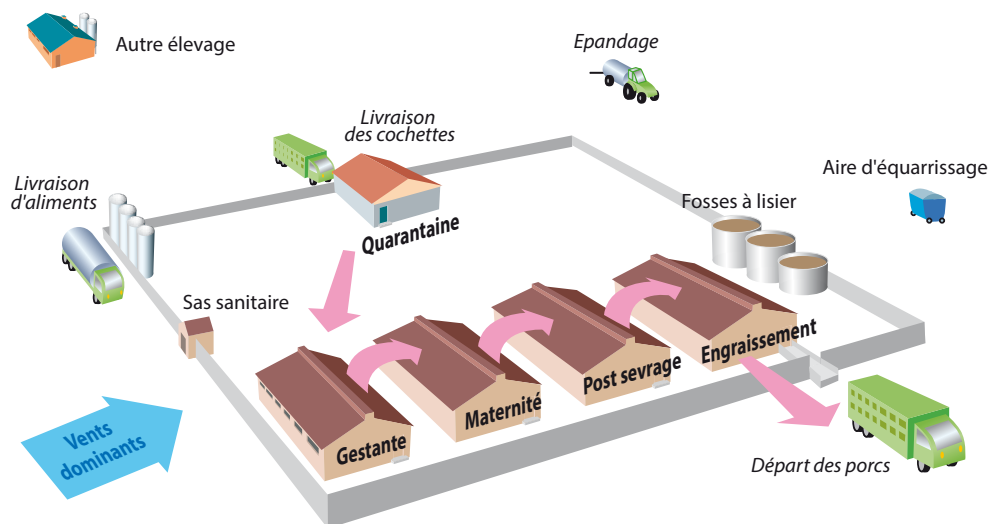 Autre élevage
Epandage
Livraison
des cochettes
Aire d'équarrissage
Livraison
d'aliments
Fosses à lisier
Quarantaine
Sas sanitaire
Engraissement
Post sevrage
Maternité
Gestante
Vents
dominants
Départ des porcs